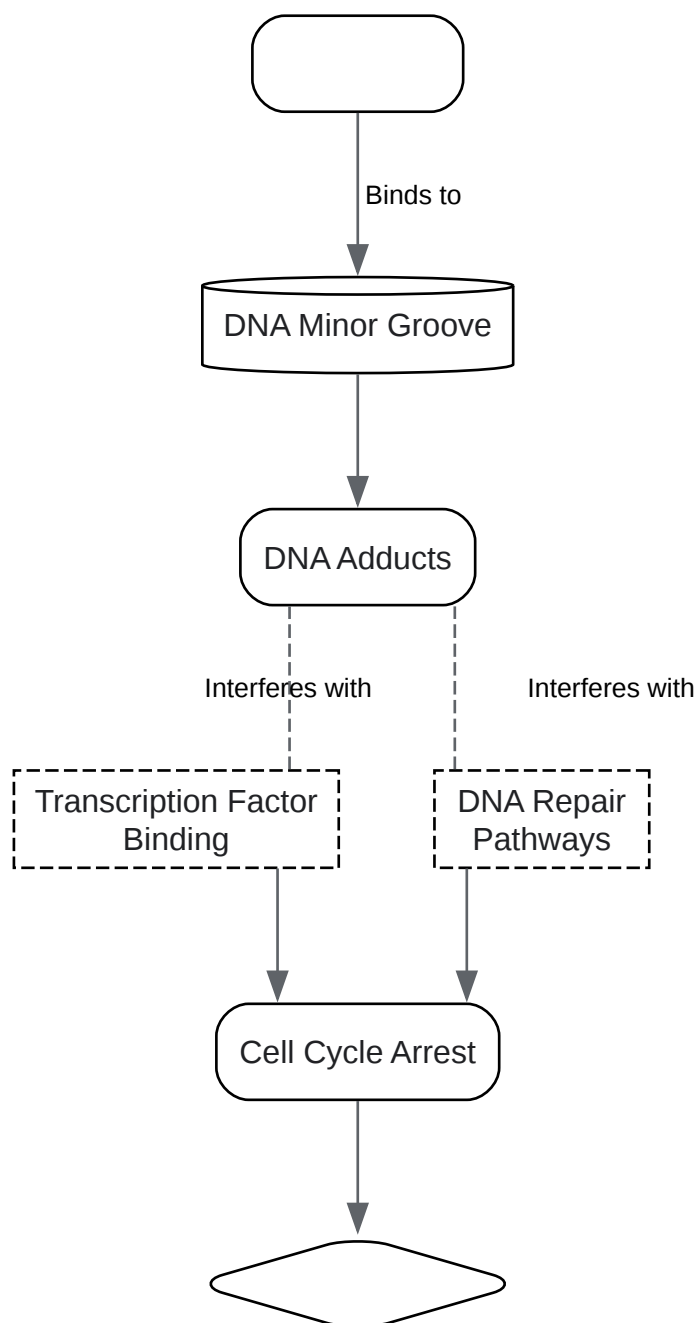 Binds to
DNA Minor Groove
DNA Adducts
Interferes with
Interferes with
Transcription Factor
Binding
DNA Repair
Pathways
Cell Cycle Arrest